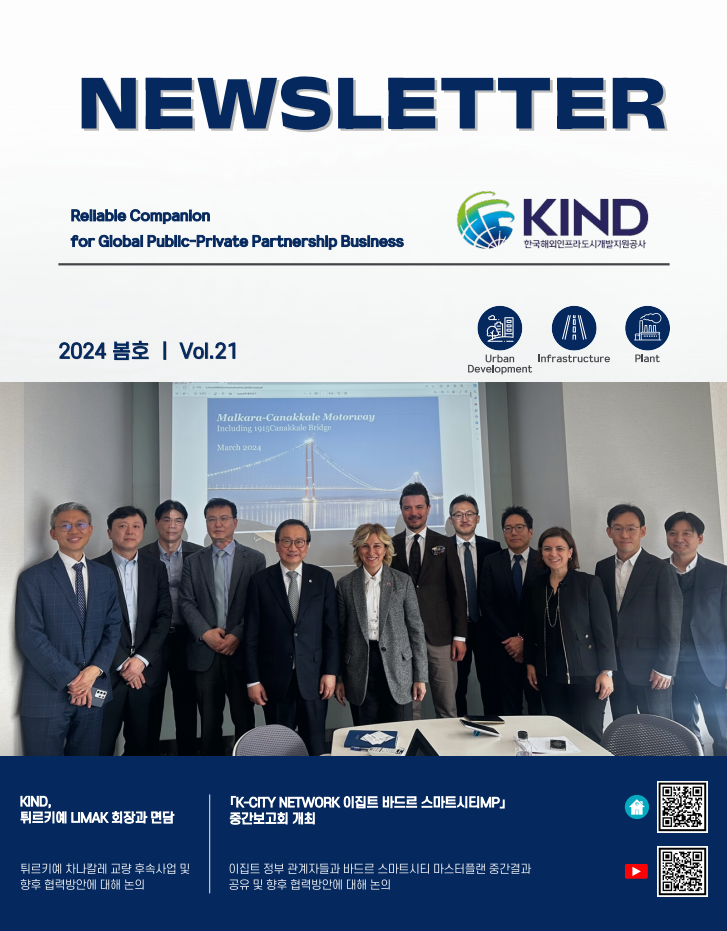 NEWSLETTER
Reliable Companion
for Global Public-Private Partnership Business
KIND
한국해외인프라도시개발지원공사
2024 봄호 | Vol.21
Urban
Development
Infrastructure
Plant
Malkara-Canakkale Motorway
Including 1915Canakkale Bridge
March 2024
KIND,
튀르키예 LIMAK 회장과 면담
튀르키예 차나칼레 교량 후속사업 및
향후 협력방안에 대해 논의
「K-CITY NETWORK 이집트 바드르 스마트시티MP」
중간보고회 개최
이집트 정부 관계자들과 바드르 스마트시티 마스터플랜 중간결과
공유 및 향후 협력방안에 대해 논의